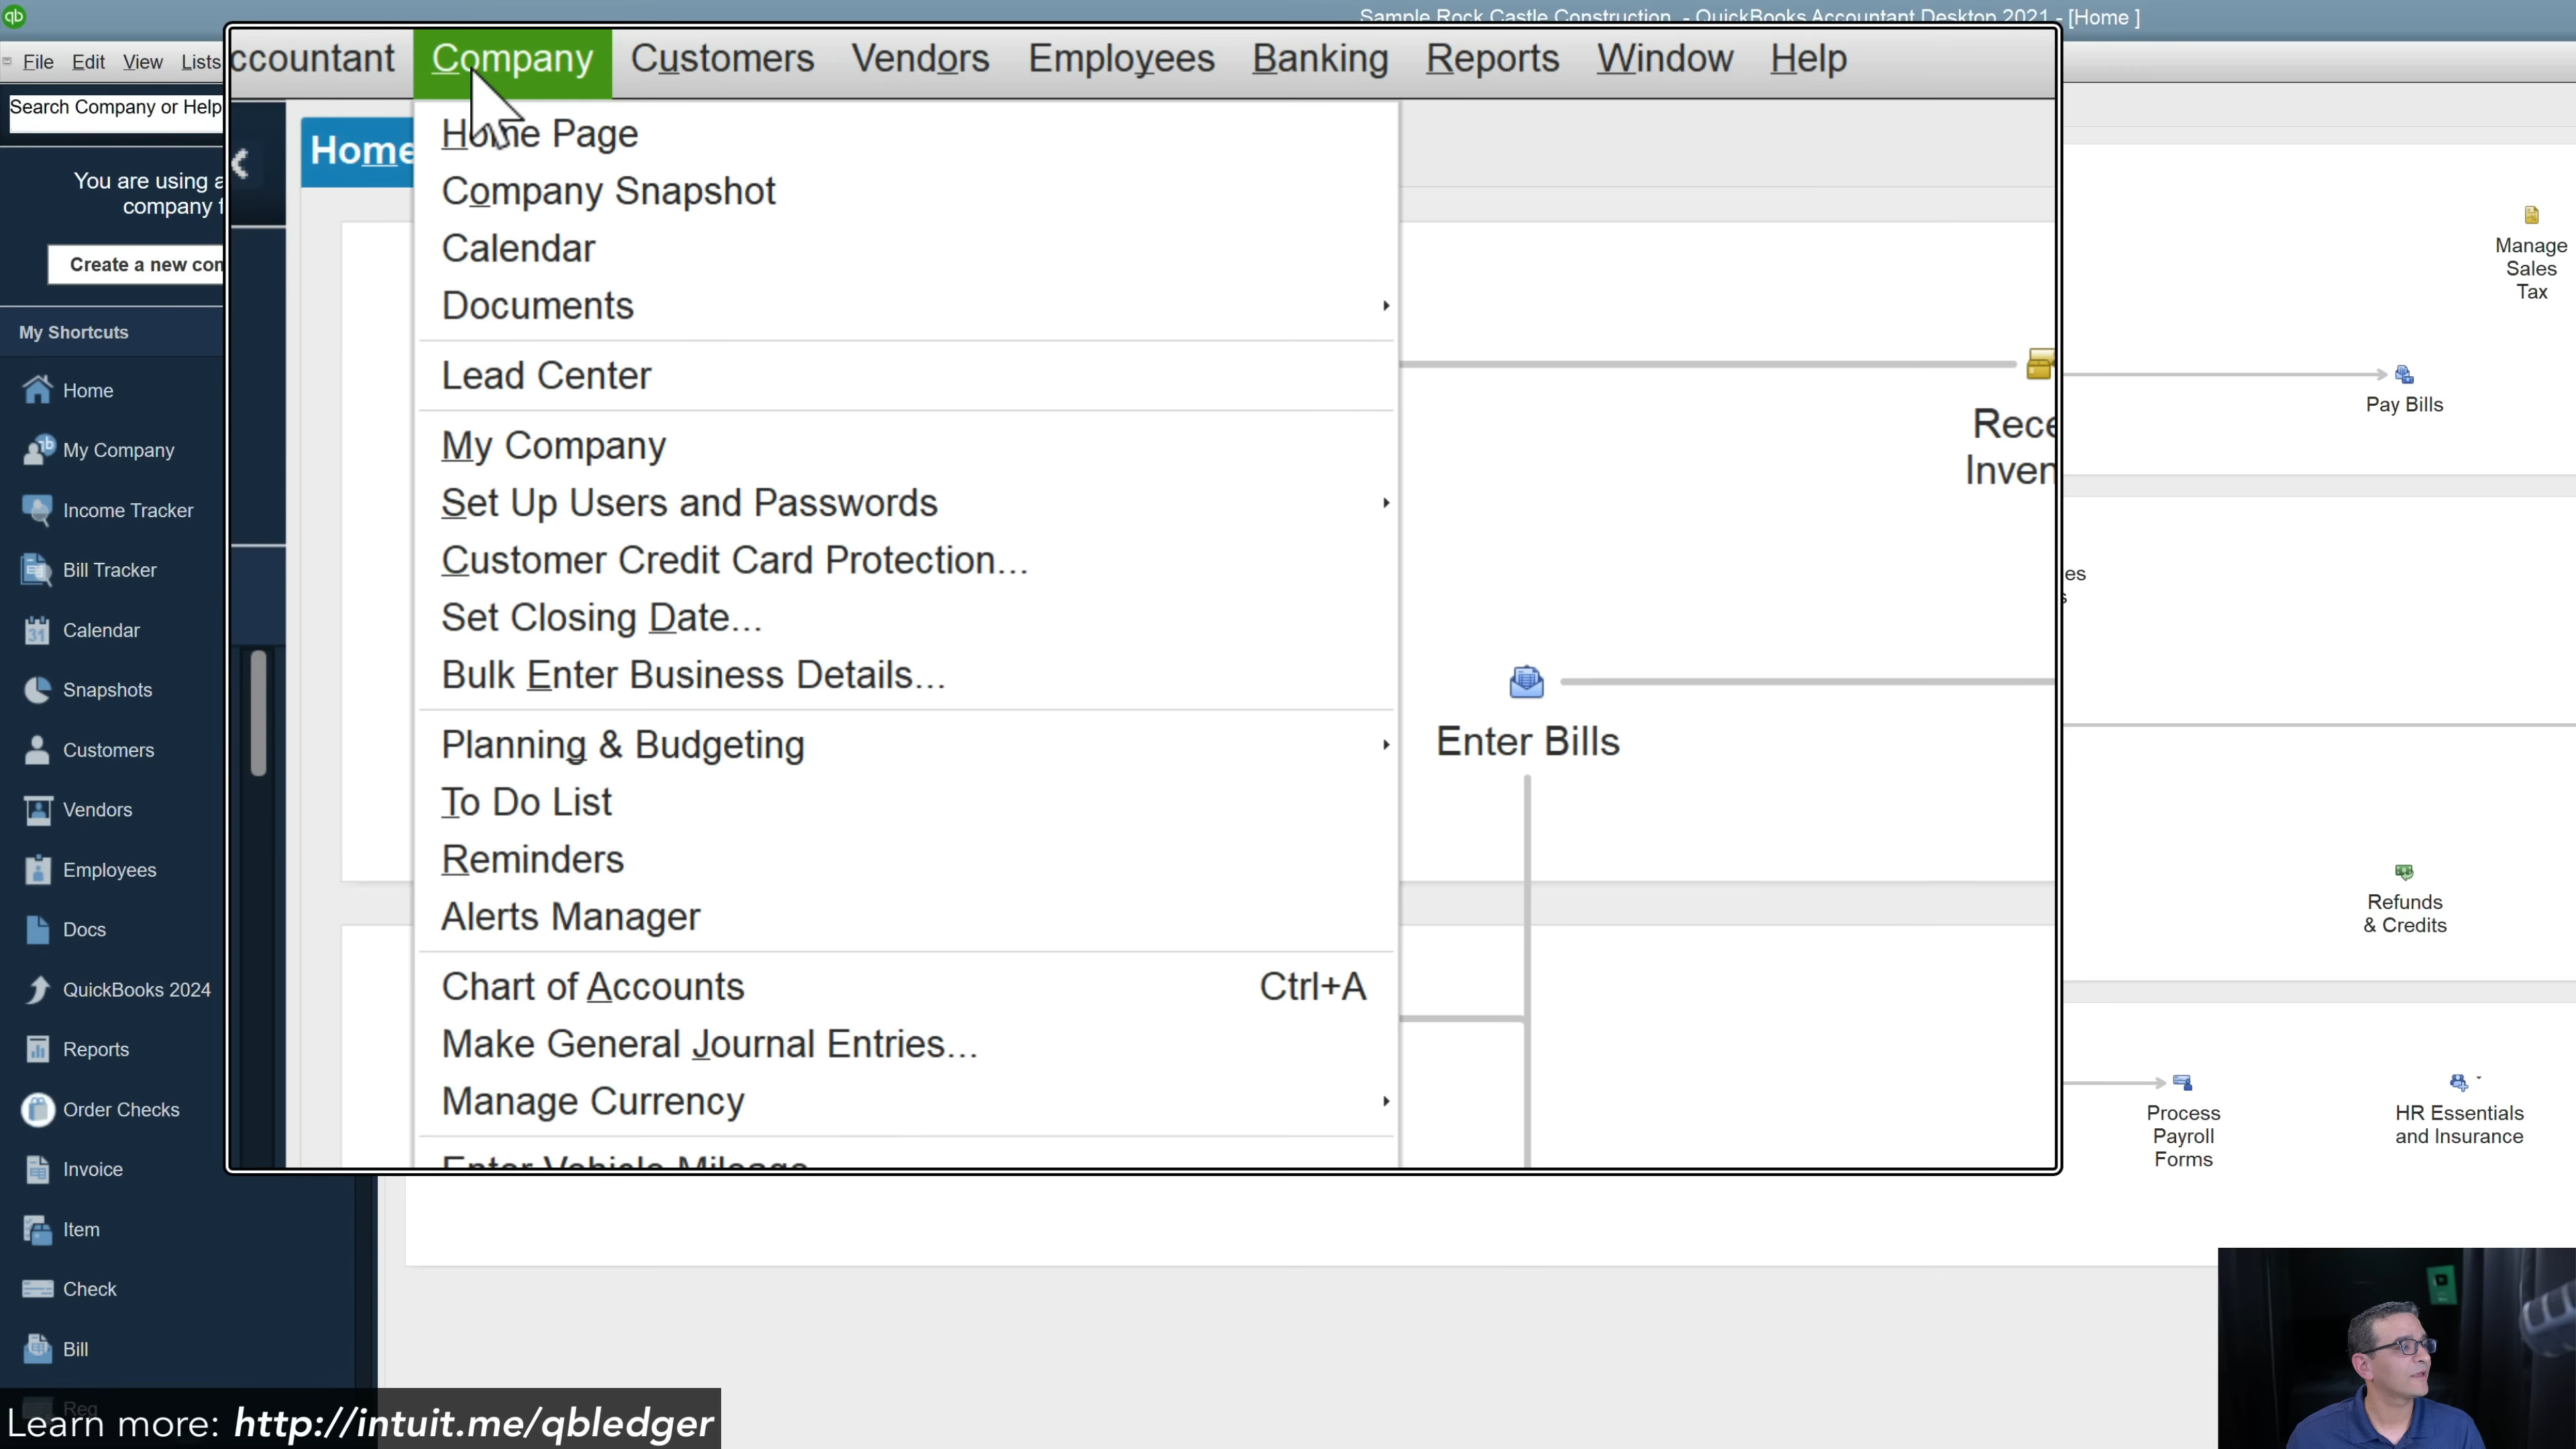 qb
Sample Rock Castle Construction - QuickBooks Accountant Desktop 2021 - [Home ]
File Edit View Lists
ccountant Company Customers Vendors Employees Banking Reports Window Help
Search Company or Help
You are using a
company f
Create a new con
My Shortcuts
Home
My Company
Income Tracker
Bill Tracker
Calendar
Snapshots
Customers
Vendors
Employees
Docs
QuickBooks 2024
Reports
Order Checks
Invoice
Item
Check
Bill
Reg
Home
Home Page
Company Snapshot
Calendar
Documents
Lead Center
My Company
Set Up Users and Passwords
Customer Credit Card Protection...
Set Closing Date...
Bulk Enter Business Details...
Planning & Budgeting
To Do List
Reminders
Alerts Manager
Chart of Accounts Ctrl+A
Make General Journal Entries...
Manage Currency
Enter Vehicle Mileage
Rece
Inven
Enter Bills
Manage
Sales
Tax
Pay Bills
es
s
Refunds
& Credits
Process
Payroll
Forms
HR Essentials
and Insurance
Learn more: http://intuit.me/qbledger